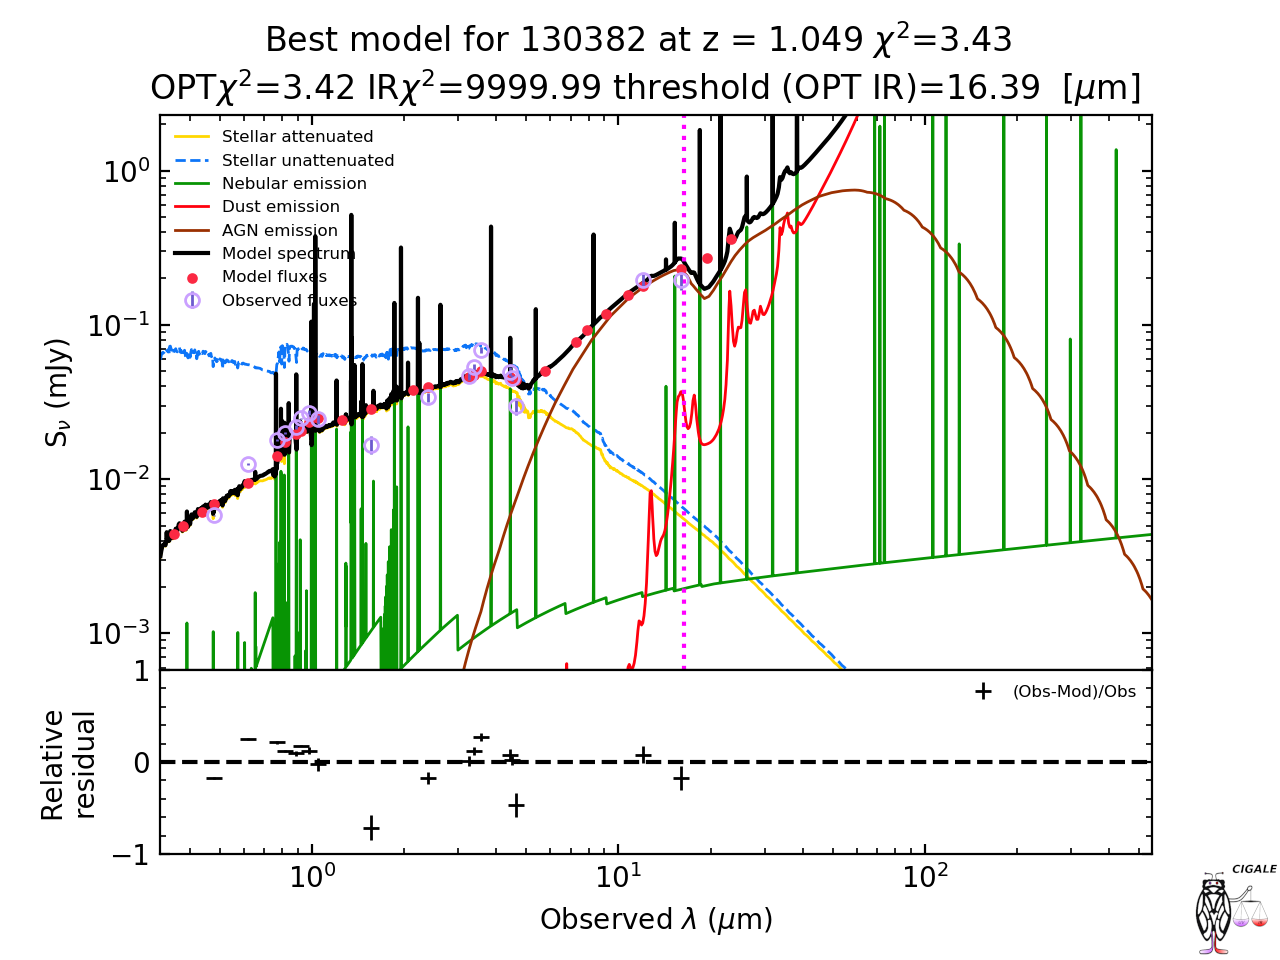 Best model for 130382 at z = 1.049 χ²=3.43
OPTχ²=3.42 IRχ²=9999.99 threshold (OPT IR)=16.39 [μm]
Stellar attenuated
Stellar unattenuated
Nebular emission
Dust emission
AGN emission
Model spectrum
Model fluxes
Observed fluxes
10⁰
10⁻¹
10⁻²
10⁻³
Sν (mJy)
1
0
−1
Relative
residual
(Obs-Mod)/Obs
10⁰ 10¹ 10²
Observed λ (μm)
CIGALE